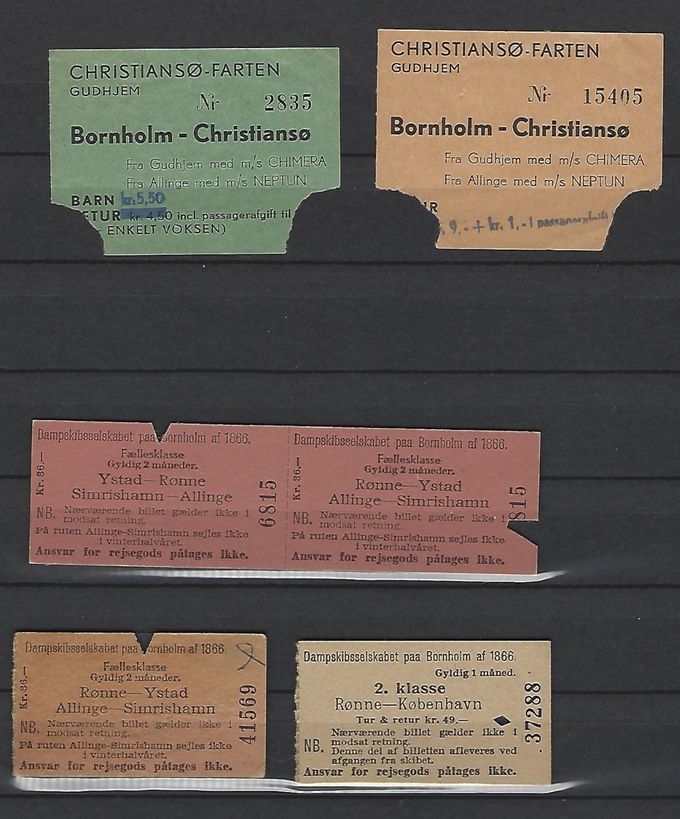 CHRISTIANSØ-FARTEN
GUDHJEM
Nr 2835
Bornholm - Christiansø
Fra Gudhjem med m/s CHIMERA
Fra Allinge med m/s NEPTUN
BARN kr. 5,50
ETUR kr. 4,50 incl. passagerafgift til
ENKELT VOKSEN)
CHRISTIANSØ-FARTEN
GUDHJEM
Nr 15405
Bornholm - Christiansø
Fra Gudhjem med m/s CHIMERA
Fra Allinge med m/s NEPTUN
9,- + kr. 1,-
Dampskibsselskabet paa Bornholm af 1866.
Fællesklasse
Gyldig 2 måneder.
Kr. 36.—
Ystad—Rønne
Simrishamn—Allinge
6815
NB. Nærværende billet gælder ikke i
modsat retning.
På ruten Allinge-Simrishamn sejles ikke
i vinterhalvåret.
Ansvar for rejsegods påtages ikke.
Dampskibsselskabet paa Bornholm af 1866.
Fællesklasse
Gyldig 2 måneder.
Kr. 36.—
Rønne—Ystad
Allinge—Simrishamn
815
NB. Nærværende billet gælder ikke i
modsat retning.
På ruten Allinge-Simrishamn sejles ikke
i vinterhalvåret.
Ansvar for rejsegods påtages ikke.
Dampskibsselskabet paa Bornholm af 1866.
Fællesklasse
Gyldig 2 måneder.
Kr. 36.—
Rønne—Ystad
Allinge—Simrishamn
41569
NB. Nærværende billet gælder ikke i
modsat retning.
På ruten Allinge-Simrishamn sejles ikke
i vinterhalvåret.
Ansvar for rejsegods påtages ikke.
Dampskibsselskabet paa Bornholm af 1866.
Gyldig 1 måned.
2. klasse
Rønne—København
Tur & retur kr. 49.—
37288
Nærværende billet gælder ikke i
modsat retning.
NB. Denne del af billetten afleveres ved
afgangen fra skibet.
Ansvar for rejsegods påtages ikke.